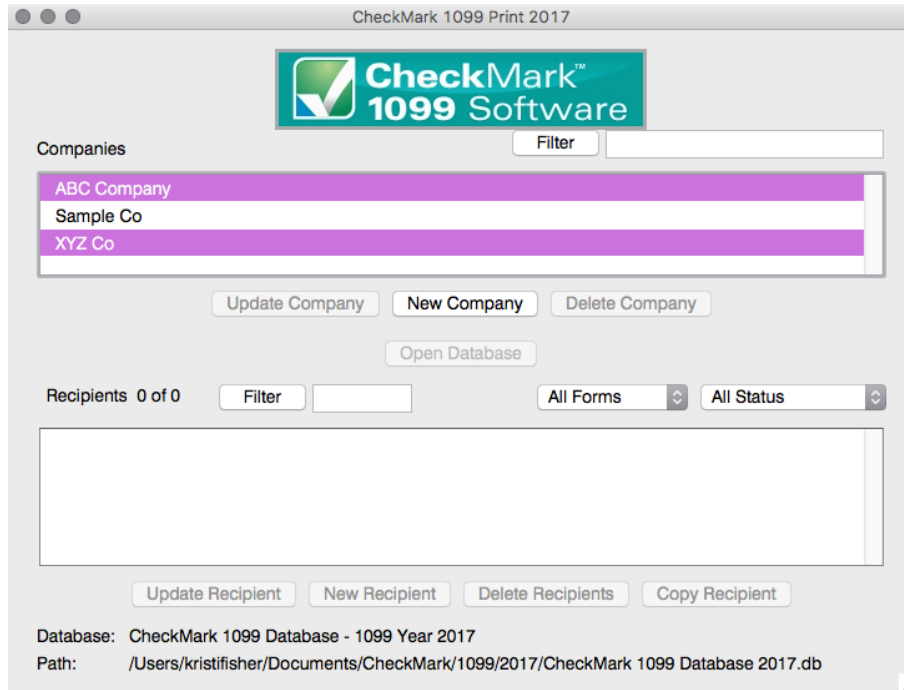 CheckMark 1099 Print 2017
CheckMark™
1099 Software
Companies
Filter
ABC Company
Sample Co
XYZ Co
Update Company New Company Delete Company
Open Database
Recipients 0 of 0 Filter All Forms All Status
Update Recipient New Recipient Delete Recipients Copy Recipient
Database: CheckMark 1099 Database - 1099 Year 2017
Path: /Users/kristifisher/Documents/CheckMark/1099/2017/CheckMark 1099 Database 2017.db